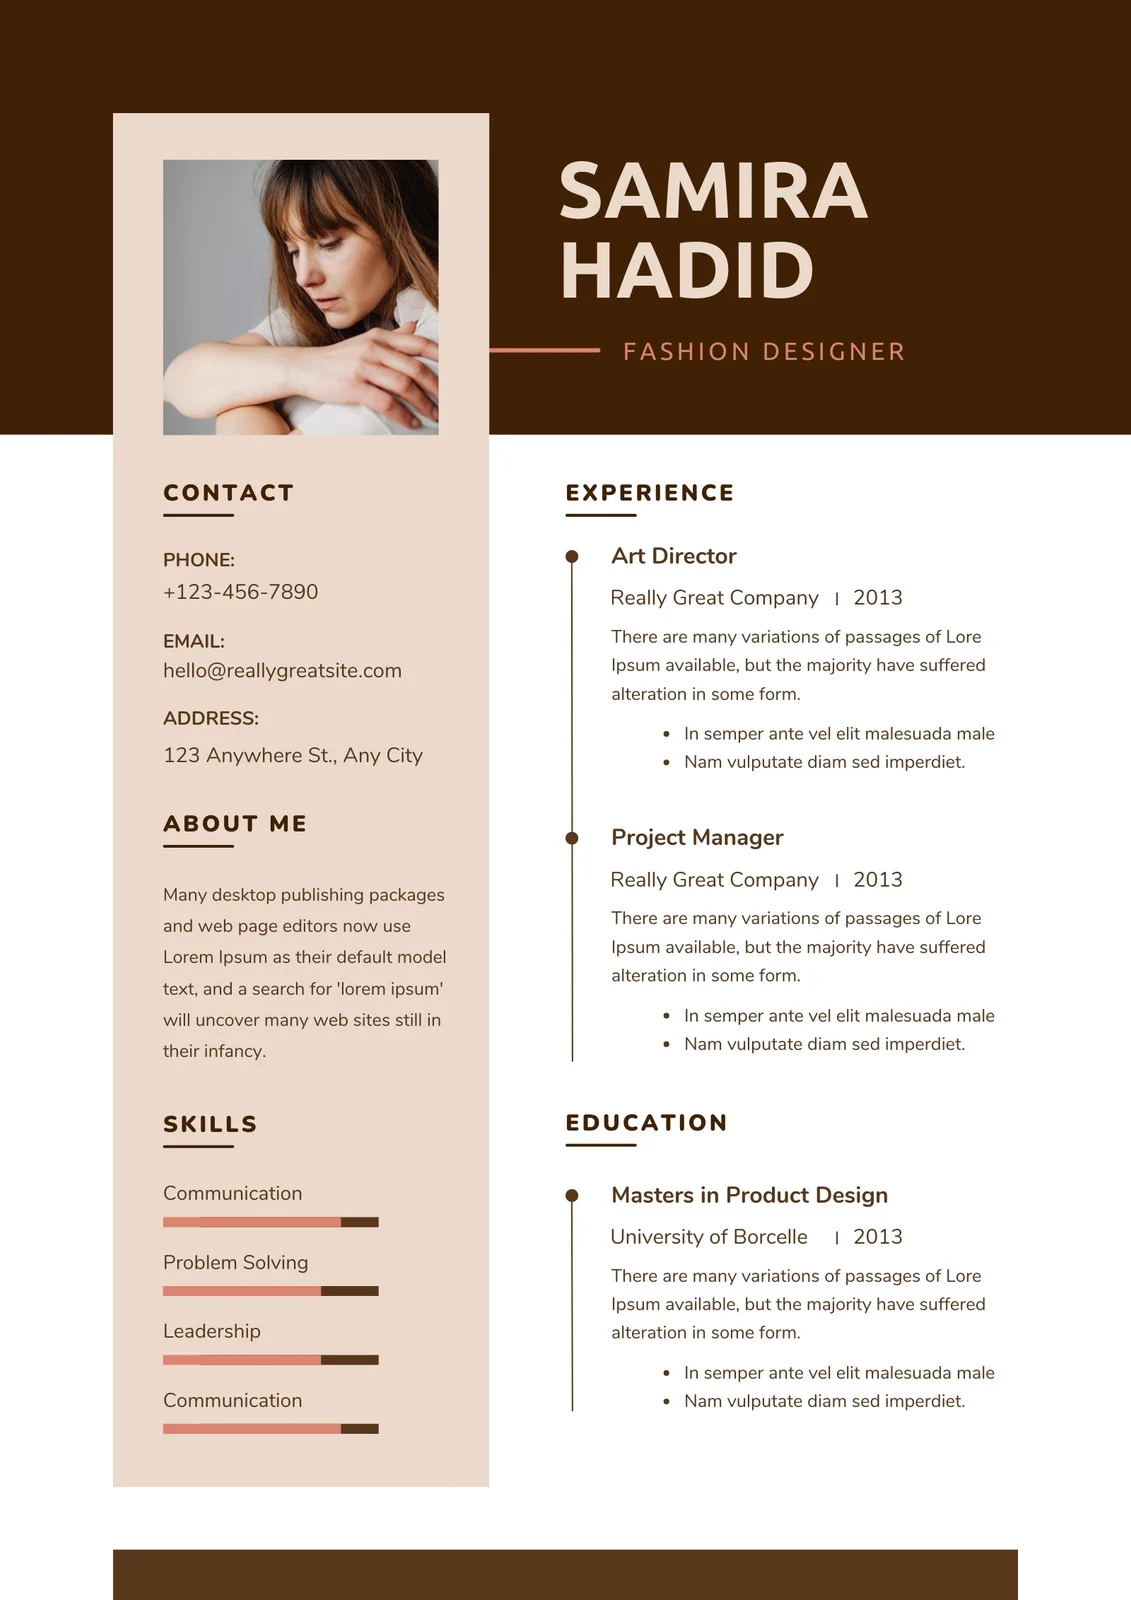 SAMIRA
HADID
FASHION DESIGNER
CONTACT
PHONE:
+123-456-7890
EMAIL:
hello@reallygreatsite.com
ADDRESS:
123 Anywhere St., Any City
ABOUT ME
Many desktop publishing packages
and web page editors now use
Lorem Ipsum as their default model
text, and a search for 'lorem ipsum'
will uncover many web sites still in
their infancy.
SKILLS
Communication
Problem Solving
Leadership
Communication
EXPERIENCE
Art Director
Really Great Company | 2013
There are many variations of passages of Lore
Ipsum available, but the majority have suffered
alteration in some form.
• In semper ante vel elit malesuada male
• Nam vulputate diam sed imperdiet.
Project Manager
Really Great Company | 2013
There are many variations of passages of Lore
Ipsum available, but the majority have suffered
alteration in some form.
• In semper ante vel elit malesuada male
• Nam vulputate diam sed imperdiet.
EDUCATION
Masters in Product Design
University of Borcelle | 2013
There are many variations of passages of Lore
Ipsum available, but the majority have suffered
alteration in some form.
• In semper ante vel elit malesuada male
• Nam vulputate diam sed imperdiet.